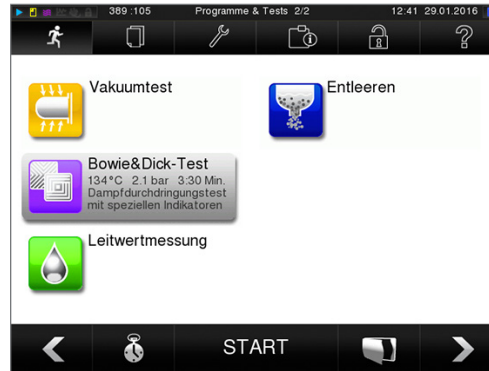 389 :105 Programme & Tests 2/2 12:41 29.01.2016
Vakuumtest
Entleeren
Bowie&Dick-Test
134°C 2.1 bar 3:30 Min.
Dampfdurchdringungstest
mit speziellen Indikatoren
Leitwertmessung
START